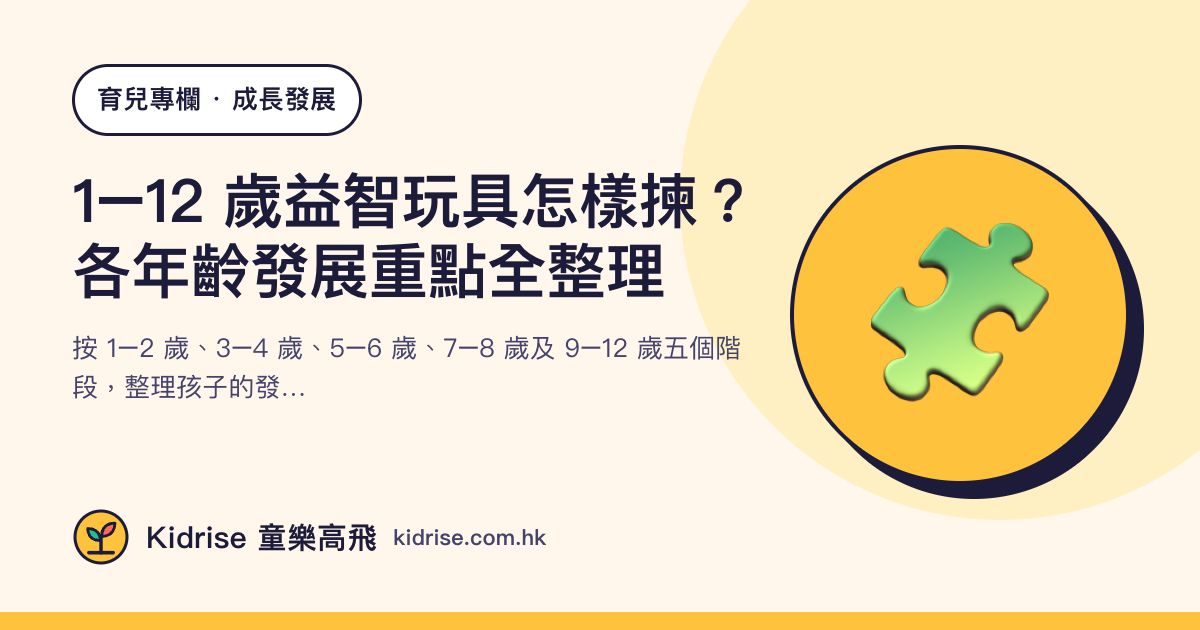 育兒專欄 · 成長發展
1–12 歲益智玩具怎樣揀？
各年齡發展重點全整理
按 1–2 歲、3–4 歲、5–6 歲、7–8 歲及 9–12 歲五個階
段，整理孩子的發…
Kidrise 童樂高飛 kidrise.com.hk